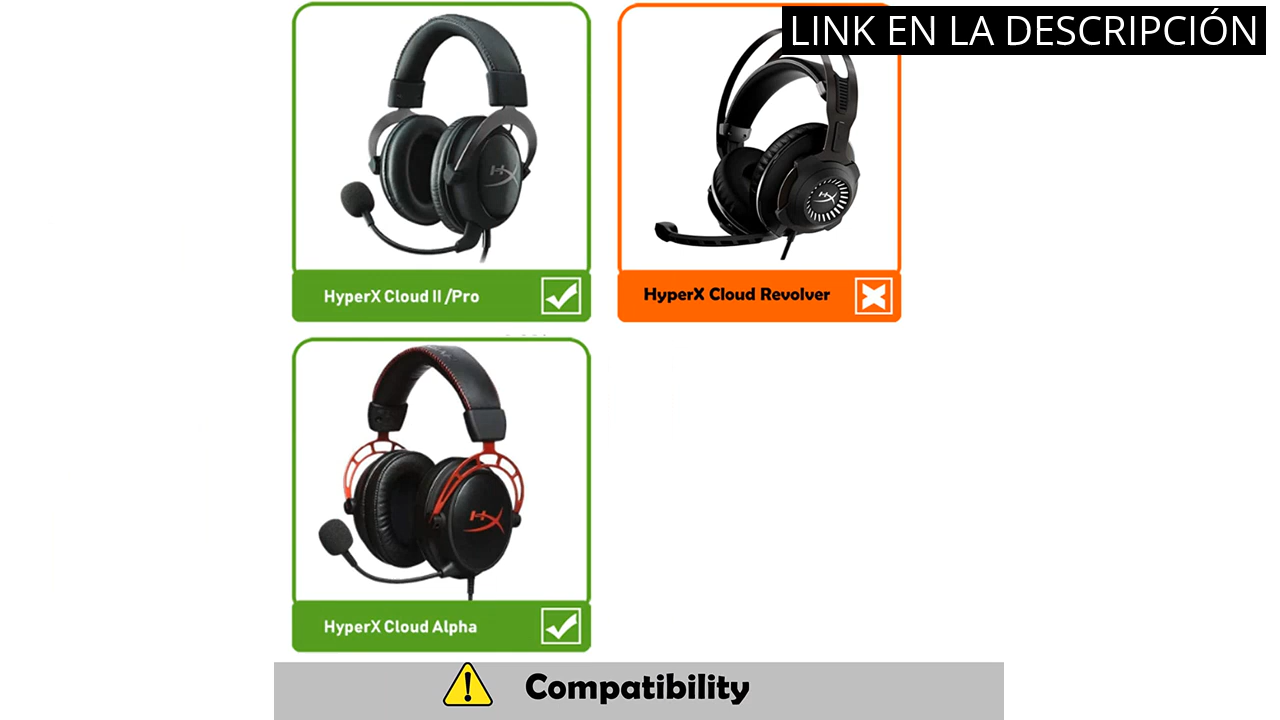 LINK EN LA DESCRIPCIÓN
HyperX Cloud II /Pro
HyperX Cloud Revolver
HyperX Cloud Alpha
Compatibility